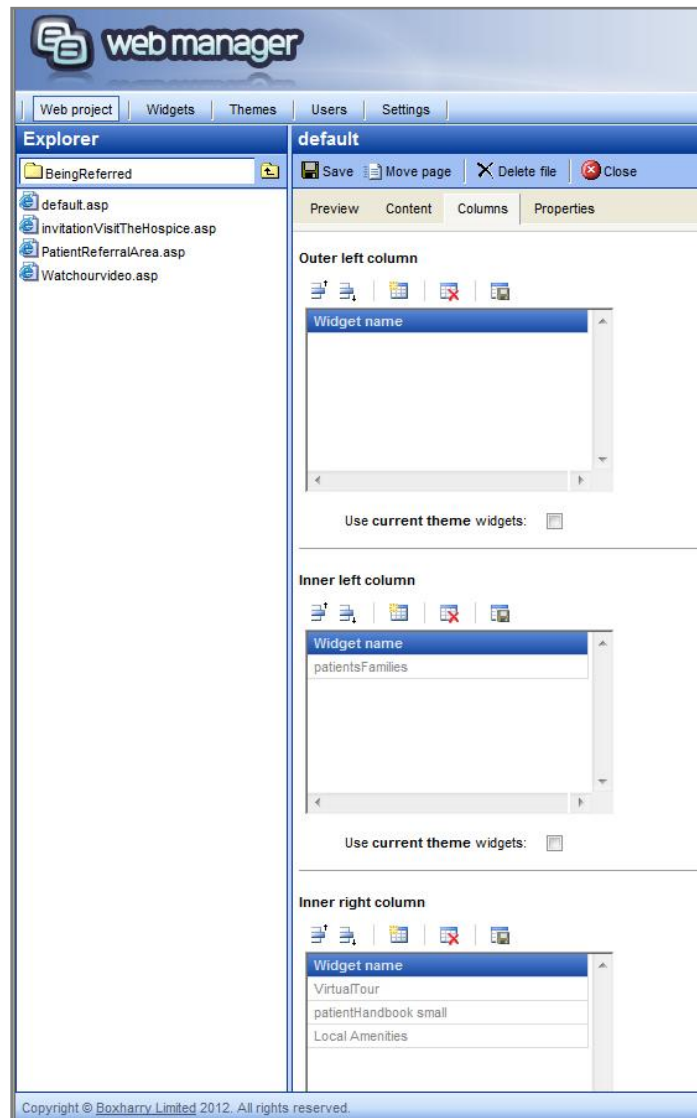 web manager
Web project Widgets Themes Users Settings
Explorer
BeingReferred
default.asp
invitationVisitTheHospice.asp
PatientReferralArea.asp
Watchourvideo.asp
default
Save Move page Delete file Close
Preview Content Columns Properties
Outer left column
Widget name
Use current theme widgets:
Inner left column
Widget name
patientsFamilies
Use current theme widgets:
Inner right column
Widget name
VirtualTour
patientHandbook small
Local Amenities
Copyright © Boxharry Limited 2012. All rights reserved.